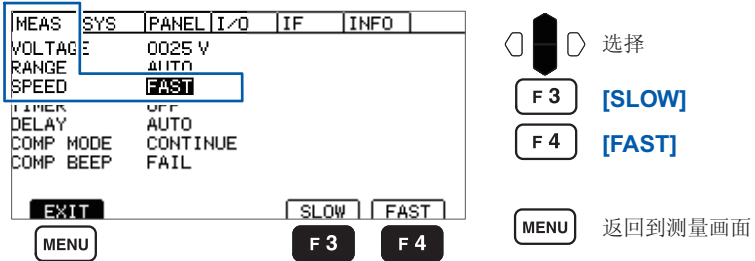 MEAS SYS PANEL I/O IF INFO
VOLTAGE 0025 V
RANGE AUTO
SPEED FAST
TIMER OFF
DELAY AUTO
COMP MODE CONTINUE
COMP BEEP FAIL
EXIT SLOW FAST
MENU F 3 F 4
选择
F 3 [SLOW]
F 4 [FAST]
MENU 返回到测量画面